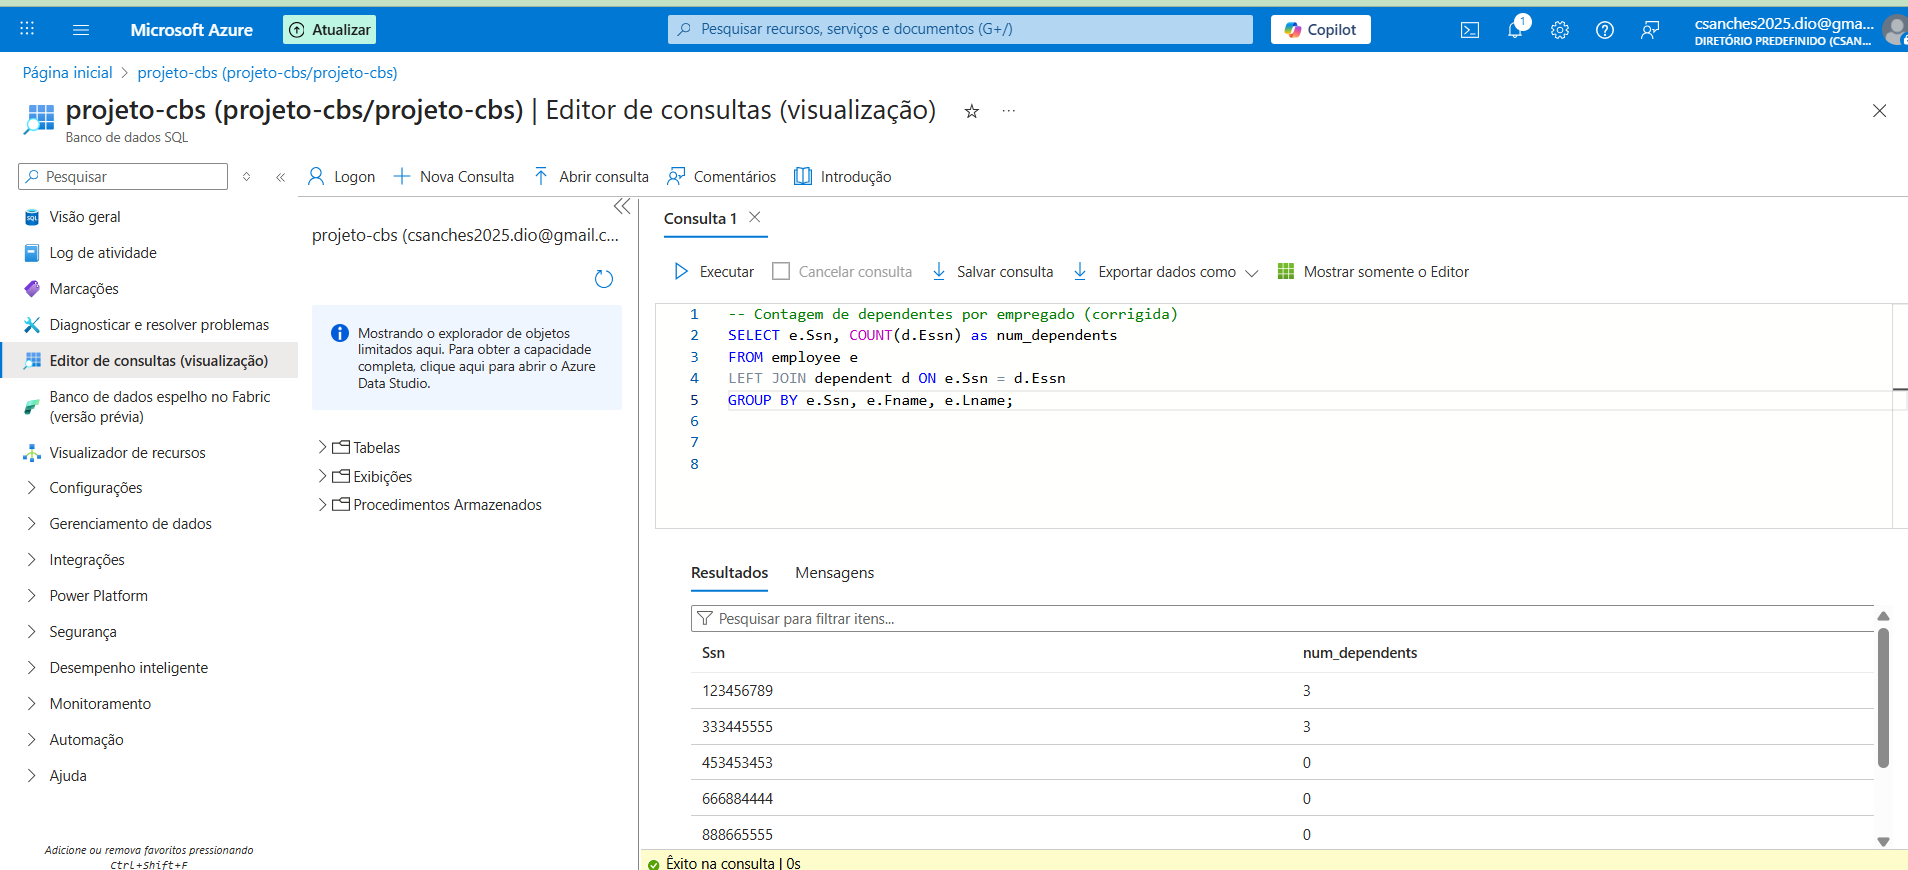 Microsoft Azure
Atualizar
Pesquisar recursos, serviços e documentos (G+/)
Copilot
1
csanches2025.dio@gma...
DIRETÓRIO PREDEFINIDO (CSAN...
Página inicial > projeto-cbs (projeto-cbs/projeto-cbs)
projeto-cbs (projeto-cbs/projeto-cbs) | Editor de consultas (visualização)
Banco de dados SQL
Pesquisar
Visão geral
Log de atividade
Marcações
Diagnosticar e resolver problemas
Editor de consultas (visualização)
Banco de dados espelho no Fabric
(versão prévia)
Visualizador de recursos
Configurações
Gerenciamento de dados
Integrações
Power Platform
Segurança
Desempenho inteligente
Monitoramento
Automação
Ajuda
Adicione ou remova favoritos pressionando
Ctrl+Shift+F
Logon
Nova Consulta
Abrir consulta
Comentários
Introdução
projeto-cbs (csanches2025.dio@gmail.c...
Mostrando o explorador de objetos
limitados aqui. Para obter a capacidade
completa, clique aqui para abrir o Azure
Data Studio.
Tabelas
Exibições
Procedimentos Armazenados
Consulta 1
Executar
Cancelar consulta
Salvar consulta
Exportar dados como
Mostrar somente o Editor
1 -- Contagem de dependentes por empregado (corrigida)
2 SELECT e.Ssn, COUNT(d.Essn) as num_dependents
3 FROM employee e
4 LEFT JOIN dependent d ON e.Ssn = d.Essn
5 GROUP BY e.Ssn, e.Fname, e.Lname;
6
7
8
Resultados
Mensagens
Pesquisar para filtrar itens...
Ssn num_dependents
123456789 3
333445555 3
453453453 0
666884444 0
888665555 0
Êxito na consulta | 0s